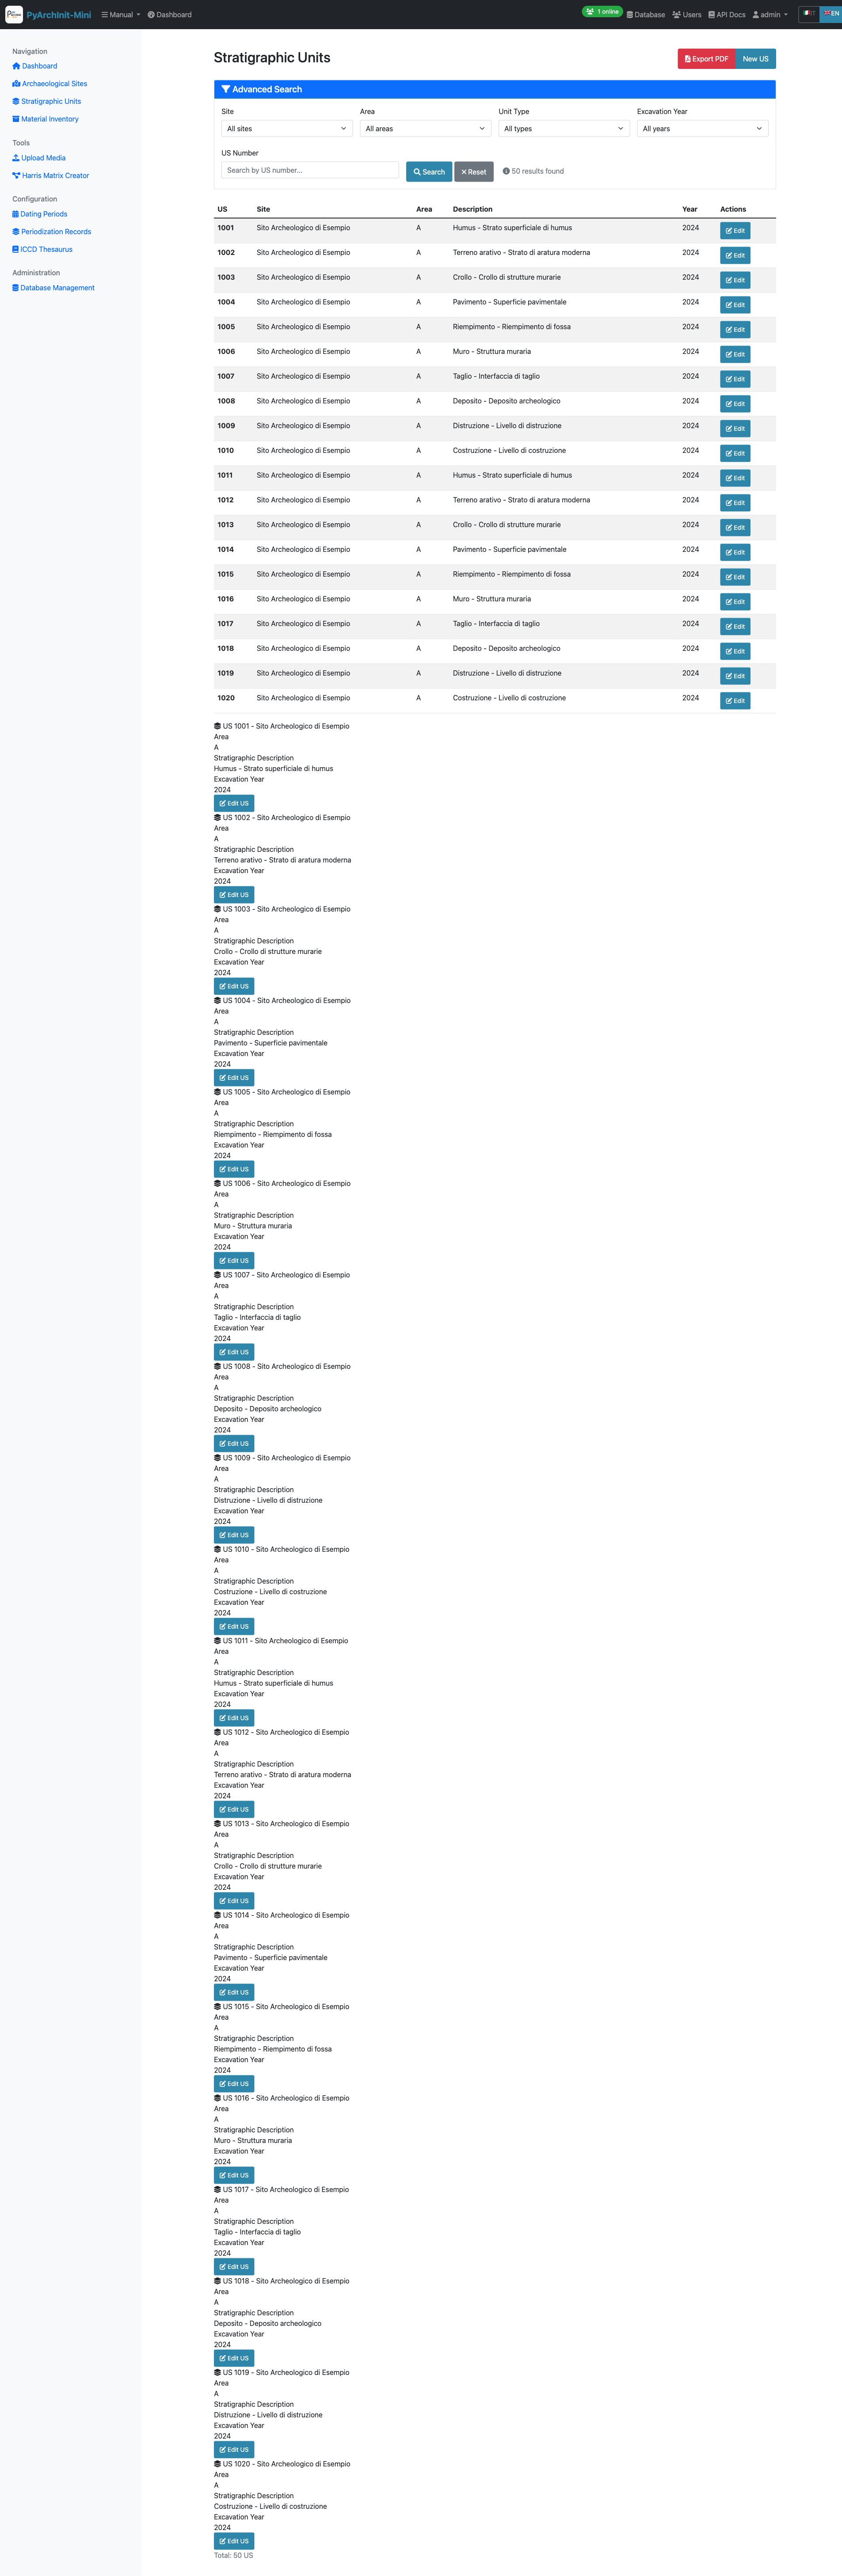 PyArchInit-Mini Manual Dashboard 1 online Database Users API Docs admin EN
Navigation
Dashboard
Archaeological Sites
Stratigraphic Units
Material Inventory
Tools
Upload Media
Harris Matrix Creator
Configuration
Dating Periods
Periodization Records
ICCD Thesaurus
Administration
Database Management
Stratigraphic Units
Export PDF New US
Advanced Search
Site Area Unit Type Excavation Year
All sites All areas All types All years
US Number
Search by US number... Search Reset 50 results found
US Site Area Description Year Actions
1001 Sito Archeologico di Esempio A Humus - Strato superficiale di humus 2024 Edit
1002 Sito Archeologico di Esempio A Terreno arativo - Strato di aratura moderna 2024 Edit
1003 Sito Archeologico di Esempio A Crollo - Crollo di strutture murarie 2024 Edit
1004 Sito Archeologico di Esempio A Pavimento - Superficie pavimentale 2024 Edit
1005 Sito Archeologico di Esempio A Riempimento - Riempimento di fossa 2024 Edit
1006 Sito Archeologico di Esempio A Muro - Struttura muraria 2024 Edit
1007 Sito Archeologico di Esempio A Taglio - Interfaccia di taglio 2024 Edit
1008 Sito Archeologico di Esempio A Deposito - Deposito archeologico 2024 Edit
1009 Sito Archeologico di Esempio A Distruzione - Livello di distruzione 2024 Edit
1010 Sito Archeologico di Esempio A Costruzione - Livello di costruzione 2024 Edit
1011 Sito Archeologico di Esempio A Humus - Strato superficiale di humus 2024 Edit
1012 Sito Archeologico di Esempio A Terreno arativo - Strato di aratura moderna 2024 Edit
1013 Sito Archeologico di Esempio A Crollo - Crollo di strutture murarie 2024 Edit
1014 Sito Archeologico di Esempio A Pavimento - Superficie pavimentale 2024 Edit
1015 Sito Archeologico di Esempio A Riempimento - Riempimento di fossa 2024 Edit
1016 Sito Archeologico di Esempio A Muro - Struttura muraria 2024 Edit
1017 Sito Archeologico di Esempio A Taglio - Interfaccia di taglio 2024 Edit
1018 Sito Archeologico di Esempio A Deposito - Deposito archeologico 2024 Edit
1019 Sito Archeologico di Esempio A Distruzione - Livello di distruzione 2024 Edit
1020 Sito Archeologico di Esempio A Costruzione - Livello di costruzione 2024 Edit
US 1001 - Sito Archeologico di Esempio
Area
A
Stratigraphic Description
Humus - Strato superficiale di humus
Excavation Year
2024
Edit US
US 1002 - Sito Archeologico di Esempio
Area
A
Stratigraphic Description
Terreno arativo - Strato di aratura moderna
Excavation Year
2024
Edit US
US 1003 - Sito Archeologico di Esempio
Area
A
Stratigraphic Description
Crollo - Crollo di strutture murarie
Excavation Year
2024
Edit US
US 1004 - Sito Archeologico di Esempio
Area
A
Stratigraphic Description
Pavimento - Superficie pavimentale
Excavation Year
2024
Edit US
US 1005 - Sito Archeologico di Esempio
Area
A
Stratigraphic Description
Riempimento - Riempimento di fossa
Excavation Year
2024
Edit US
US 1006 - Sito Archeologico di Esempio
Area
A
Stratigraphic Description
Muro - Struttura muraria
Excavation Year
2024
Edit US
US 1007 - Sito Archeologico di Esempio
Area
A
Stratigraphic Description
Taglio - Interfaccia di taglio
Excavation Year
2024
Edit US
US 1008 - Sito Archeologico di Esempio
Area
A
Stratigraphic Description
Deposito - Deposito archeologico
Excavation Year
2024
Edit US
US 1009 - Sito Archeologico di Esempio
Area
A
Stratigraphic Description
Distruzione - Livello di distruzione
Excavation Year
2024
Edit US
US 1010 - Sito Archeologico di Esempio
Area
A
Stratigraphic Description
Costruzione - Livello di costruzione
Excavation Year
2024
Edit US
US 1011 - Sito Archeologico di Esempio
Area
A
Stratigraphic Description
Humus - Strato superficiale di humus
Excavation Year
2024
Edit US
US 1012 - Sito Archeologico di Esempio
Area
A
Stratigraphic Description
Terreno arativo - Strato di aratura moderna
Excavation Year
2024
Edit US
US 1013 - Sito Archeologico di Esempio
Area
A
Stratigraphic Description
Crollo - Crollo di strutture murarie
Excavation Year
2024
Edit US
US 1014 - Sito Archeologico di Esempio
Area
A
Stratigraphic Description
Pavimento - Superficie pavimentale
Excavation Year
2024
Edit US
US 1015 - Sito Archeologico di Esempio
Area
A
Stratigraphic Description
Riempimento - Riempimento di fossa
Excavation Year
2024
Edit US
US 1016 - Sito Archeologico di Esempio
Area
A
Stratigraphic Description
Muro - Struttura muraria
Excavation Year
2024
Edit US
US 1017 - Sito Archeologico di Esempio
Area
A
Stratigraphic Description
Taglio - Interfaccia di taglio
Excavation Year
2024
Edit US
US 1018 - Sito Archeologico di Esempio
Area
A
Stratigraphic Description
Deposito - Deposito archeologico
Excavation Year
2024
Edit US
US 1019 - Sito Archeologico di Esempio
Area
A
Stratigraphic Description
Distruzione - Livello di distruzione
Excavation Year
2024
Edit US
US 1020 - Sito Archeologico di Esempio
Area
A
Stratigraphic Description
Costruzione - Livello di costruzione
Excavation Year
2024
Edit US
Total: 50 US